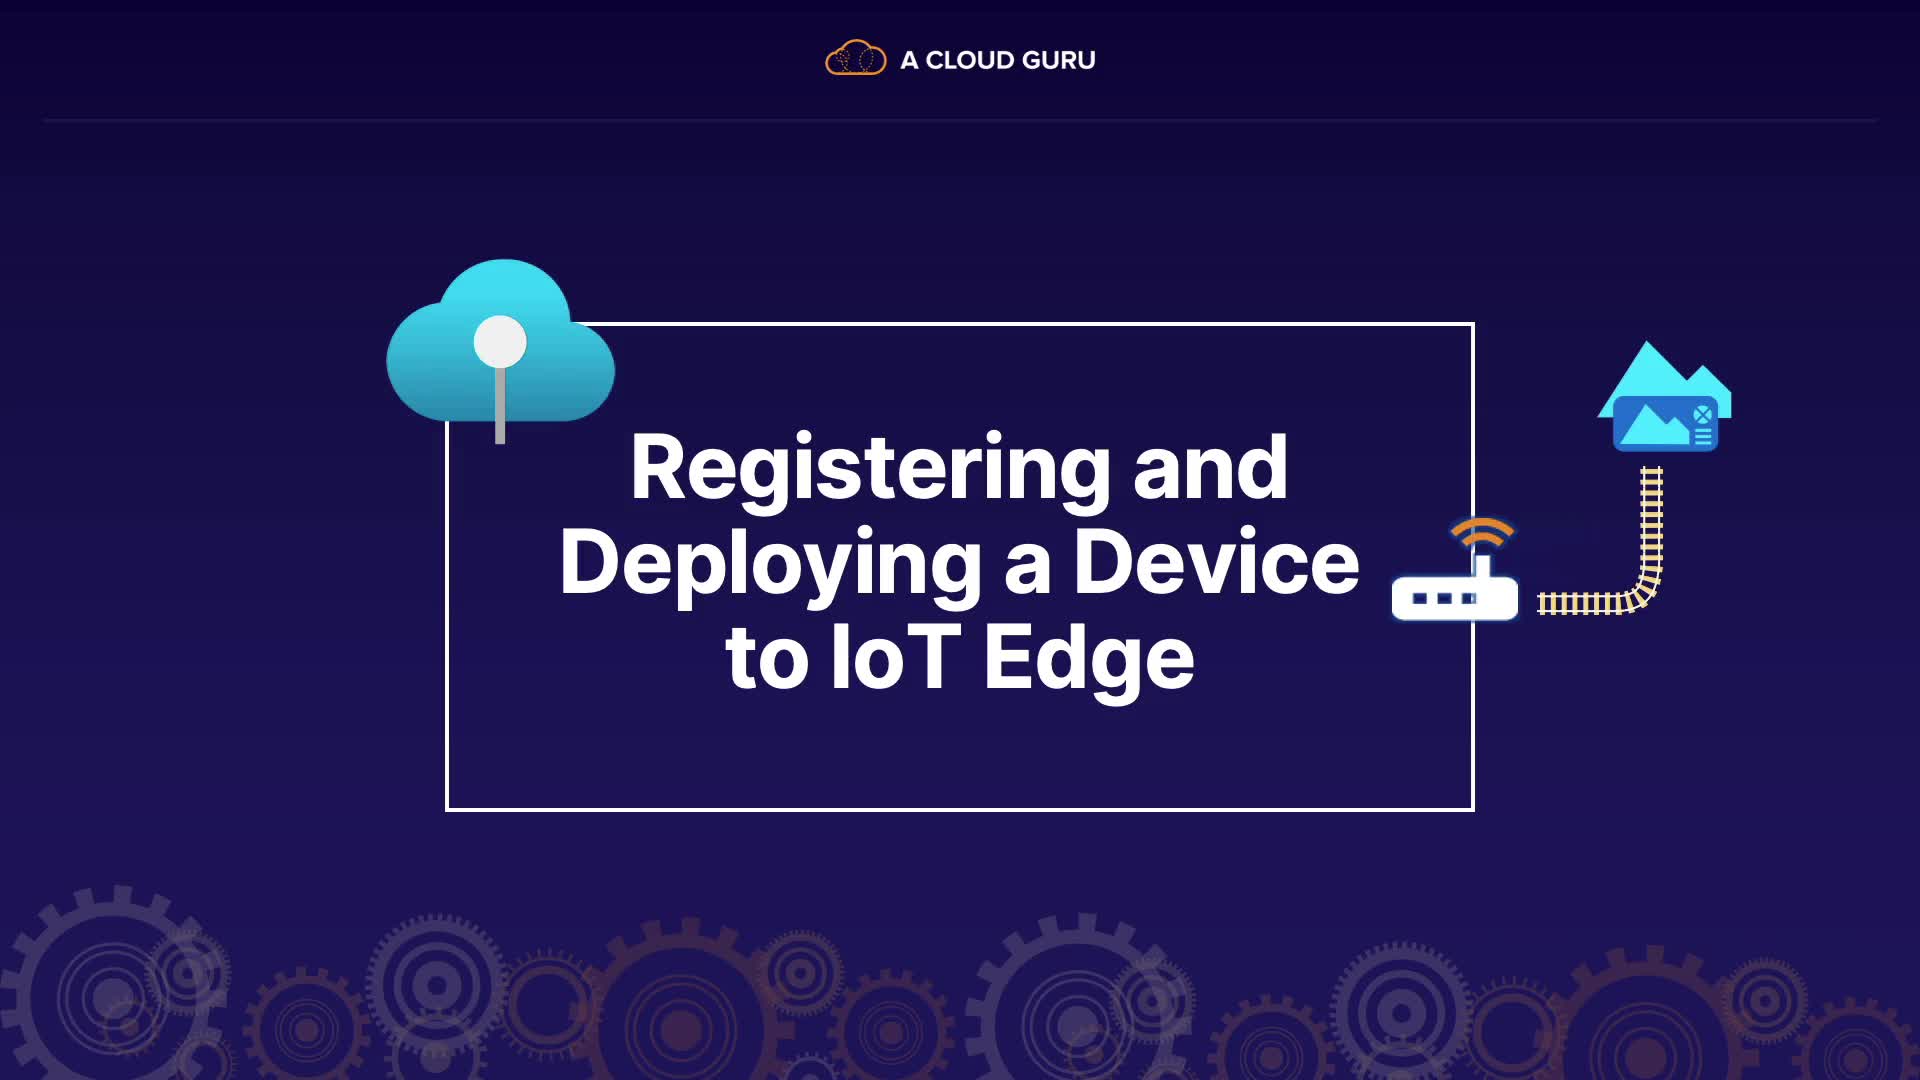 A CLOUD GURU
Registering and
Deploying a Device
to IoT Edge